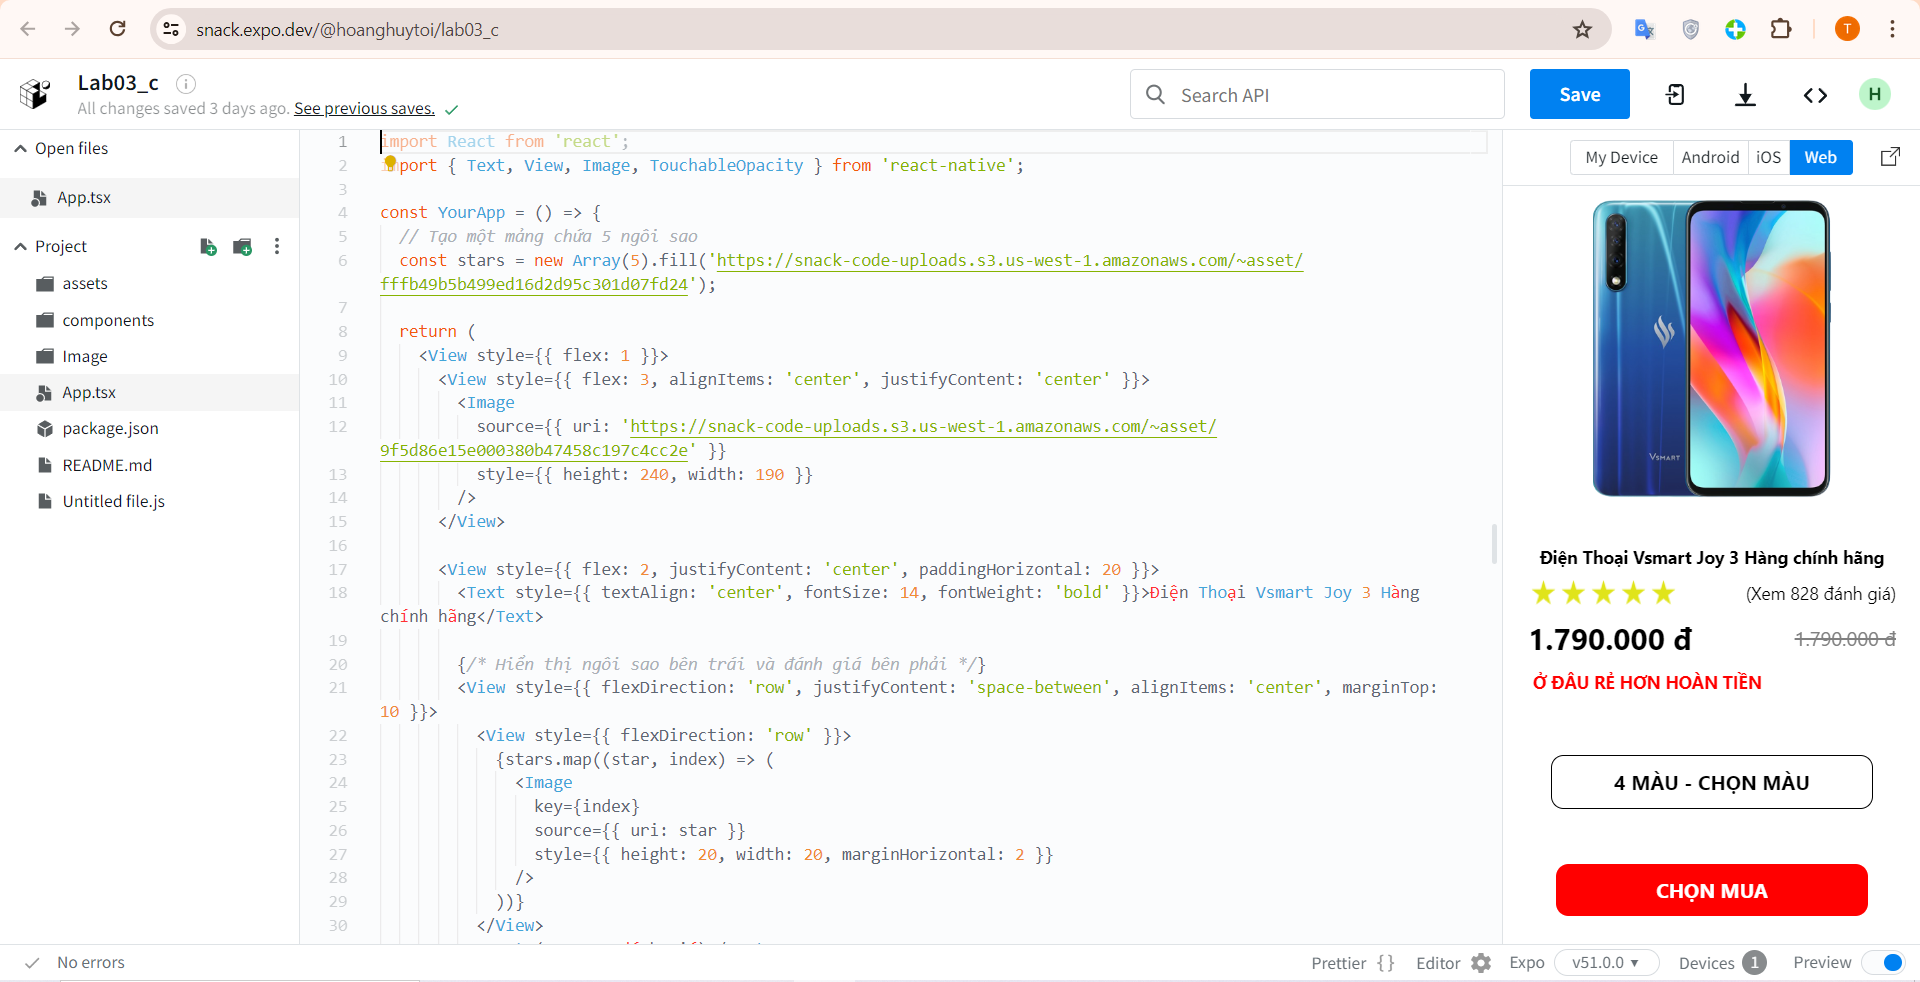 snack.expo.dev/@hoanghuytoi/lab03_c
T
Lab03_c
All changes saved 3 days ago. See previous saves.
Search API
Save
H
Open files
App.tsx
Project
assets
components
Image
App.tsx
package.json
README.md
Untitled file.js
1 import React from 'react';
2 import { Text, View, Image, TouchableOpacity } from 'react-native';
3
4 const YourApp = () => {
5 // Tạo một mảng chứa 5 ngôi sao
6 const stars = new Array(5).fill('https://snack-code-uploads.s3.us-west-1.amazonaws.com/~asset/
fffb49b5b499ed16d2d95c301d07fd24');
7
8 return (
9 <View style={{ flex: 1 }}>
10 <View style={{ flex: 3, alignItems: 'center', justifyContent: 'center' }}>
11 <Image
12 source={{ uri: 'https://snack-code-uploads.s3.us-west-1.amazonaws.com/~asset/
9f5d86e15e000380b47458c197c4cc2e' }}
13 style={{ height: 240, width: 190 }}
14 />
15 </View>
16
17 <View style={{ flex: 2, justifyContent: 'center', paddingHorizontal: 20 }}>
18 <Text style={{ textAlign: 'center', fontSize: 14, fontWeight: 'bold' }}>Điện Thoại Vsmart Joy 3 Hàng
chính hãng</Text>
19
20 {/* Hiển thị ngôi sao bên trái và đánh giá bên phải */}
21 <View style={{ flexDirection: 'row', justifyContent: 'space-between', alignItems: 'center', marginTop:
10 }}>
22 <View style={{ flexDirection: 'row' }}>
23 {stars.map((star, index) => (
24 <Image
25 key={index}
26 source={{ uri: star }}
27 style={{ height: 20, width: 20, marginHorizontal: 2 }}
28 />
29 ))}
30 </View>
My Device
Android
iOS
Web
VSMART
Điện Thoại Vsmart Joy 3 Hàng chính hãng
(Xem 828 đánh giá)
1.790.000 đ
1.790.000 đ
Ở ĐÂU RẺ HƠN HOÀN TIỀN
4 MÀU - CHỌN MÀU
CHỌN MUA
No errors
Prettier { }
Editor
Expo
v51.0.0
Devices 1
Preview